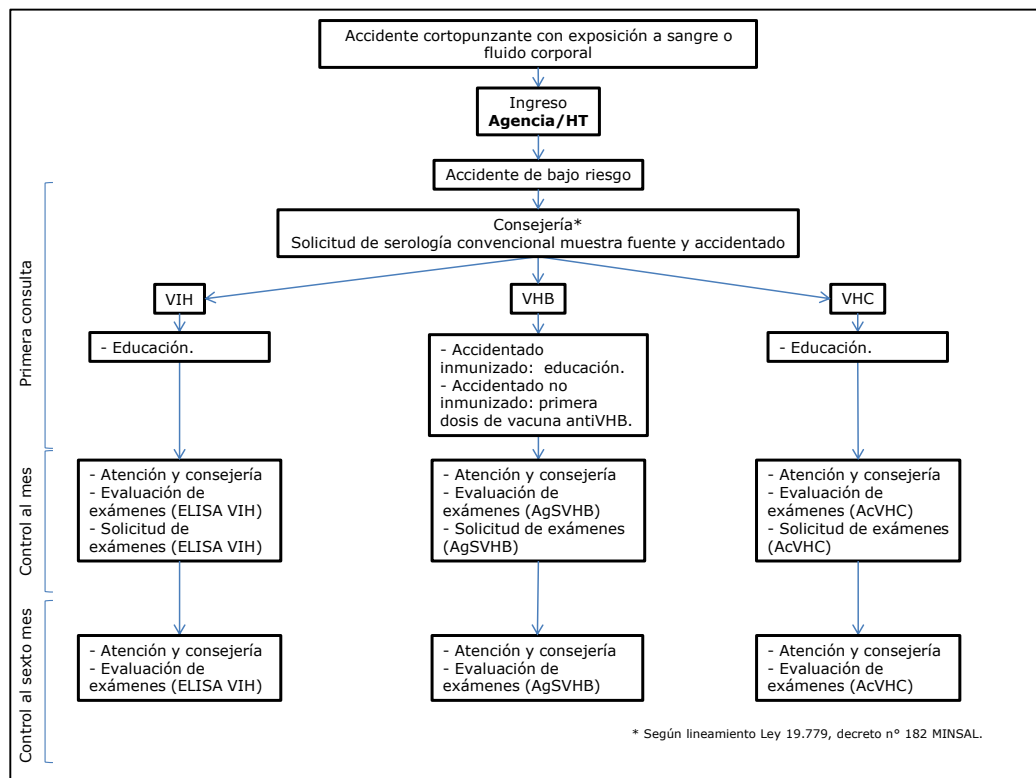 Accidente cortopunzante con exposición a sangre o
fluido corporal
Ingreso
Agencia/HT
Accidente de bajo riesgo
Consejería*
Solicitud de serología convencional muestra fuente y accidentado
Primera consulta
VIH
VHB
VHC
- Educación.
- Accidentado
inmunizado: educación.
- Accidentado no
inmunizado: primera
dosis de vacuna antiVHB.
- Educación.
Control al mes
- Atención y consejería
- Evaluación de
exámenes (ELISA VIH)
- Solicitud de
exámenes (ELISA VIH)
- Atención y consejería
- Evaluación de
exámenes (AgSVHB)
- Solicitud de exámenes
(AgSVHB)
- Atención y consejería
- Evaluación de
exámenes (AcVHC)
- Solicitud de exámenes
(AcVHC)
Control al sexto mes
- Atención y consejería
- Evaluación de
exámenes (ELISA VIH)
- Atención y consejería
- Evaluación de
exámenes (AgSVHB)
- Atención y consejería
- Evaluación de
exámenes (AcVHC)
* Según lineamiento Ley 19.779, decreto n° 182 MINSAL.